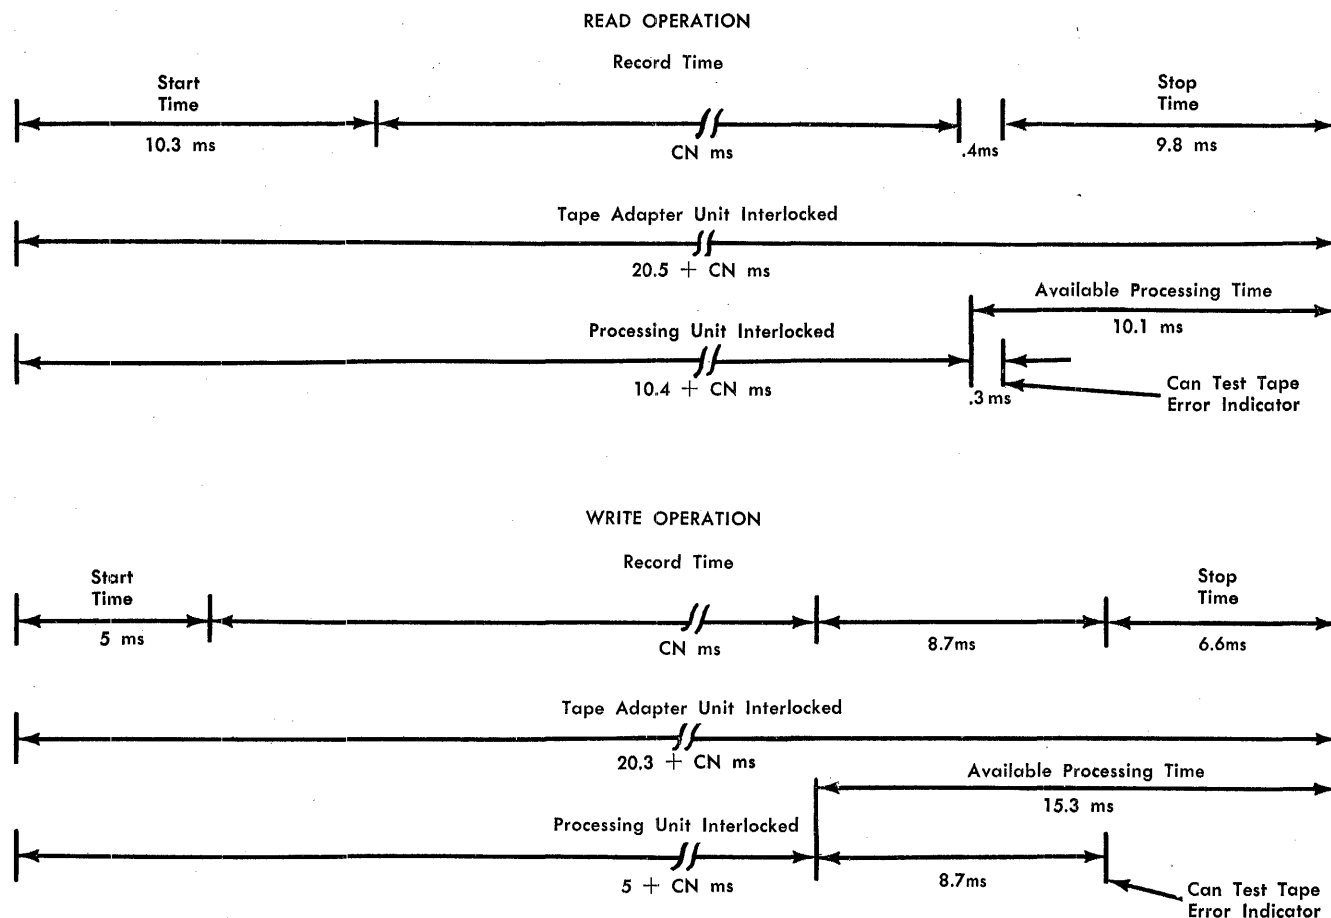 READ OPERATION
Record Time
Start
Time
Stop
Time
10.3 ms
CN ms
.4ms
9.8 ms
Tape Adapter Unit Interlocked
20.5 + CN ms
Available Processing Time
10.1 ms
Processing Unit Interlocked
10.4 + CN ms
.3 ms
Can Test Tape
Error Indicator
WRITE OPERATION
Record Time
Start
Time
Stop
Time
5 ms
CN ms
8.7ms
6.6ms
Tape Adapter Unit Interlocked
20.3 + CN ms
Available Processing Time
15.3 ms
Processing Unit Interlocked
5 + CN ms
8.7ms
Can Test Tape
Error Indicator